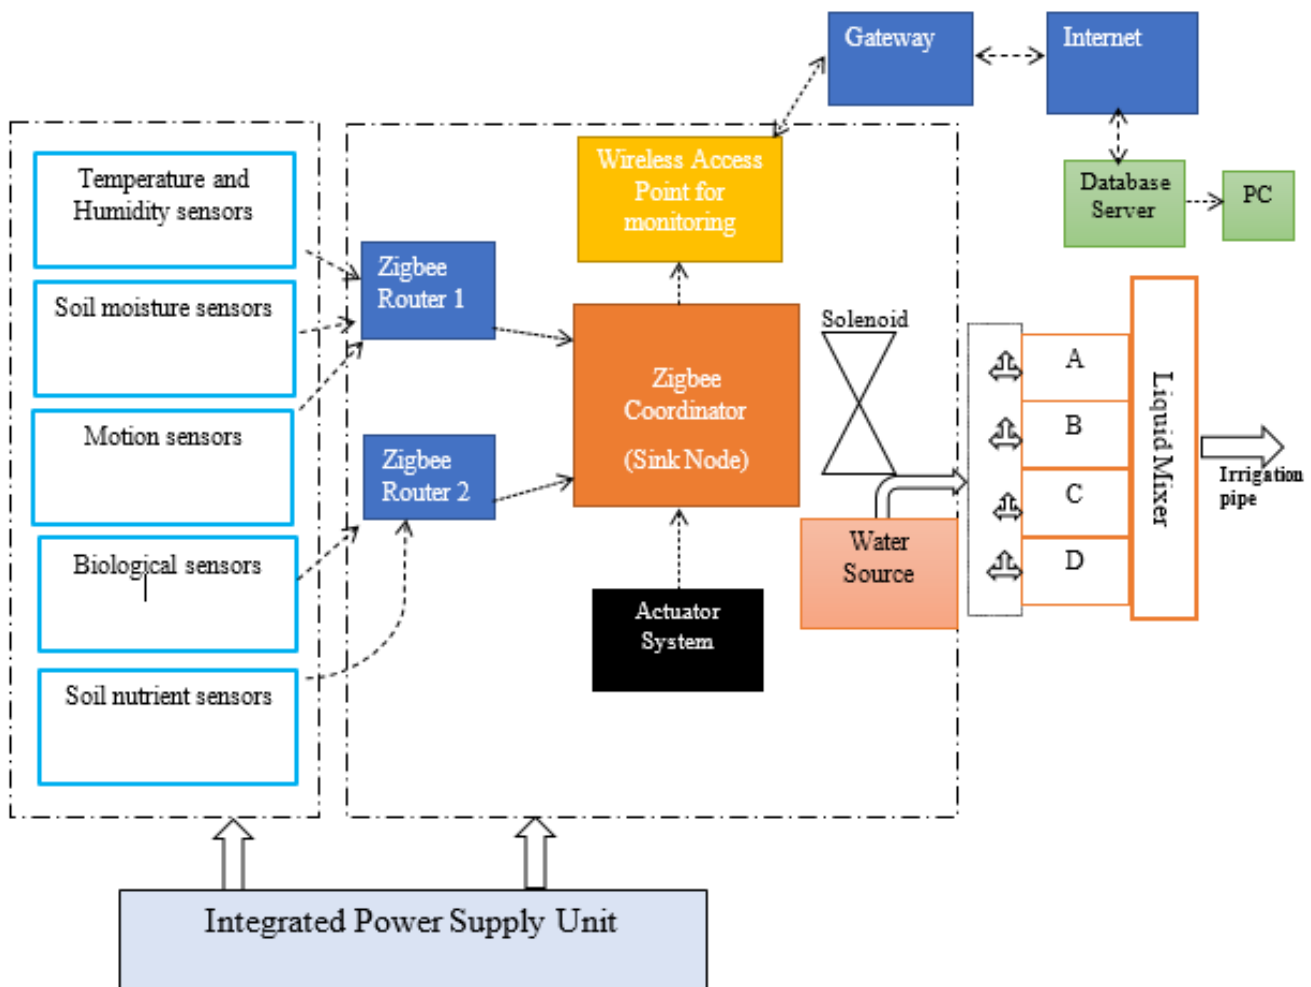 Gateway
Internet
Temperature and
Humidity sensors
Wireless Access
Point for
monitoring
Database
Server
PC
Zigbee
Router 1
Soil moisture sensors
Solenoid
Zigbee
Coordinator
(Sink Node)
A
B
C
D
Liquid Mixer
Irrigation
pipe
Motion sensors
Zigbee
Router 2
Water
Source
Biological sensors
Actuator
System
Soil nutrient sensors
Integrated Power Supply Unit